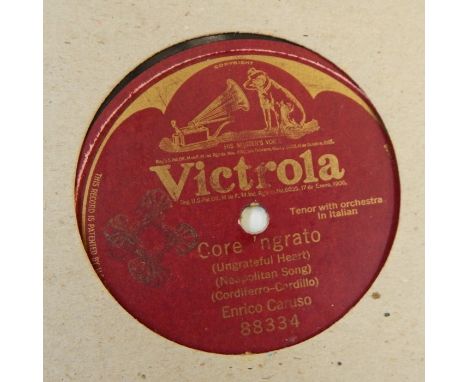 COPYRIGHT
HIS MASTER'S VOICE
Victrola
Tenor with orchestra
In Italian
Core 'ngrato
(Ungrateful Heart)
(Neapolitan Song)
(Cordiferro-Cardillo)
Enrico Caruso
88334
THIS RECORD IS PATENTED BY